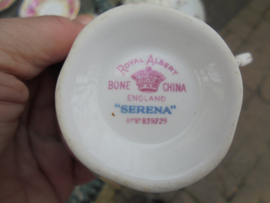 ROYAL ALBERT
BONE CHINA
ENGLAND
"SERENA"